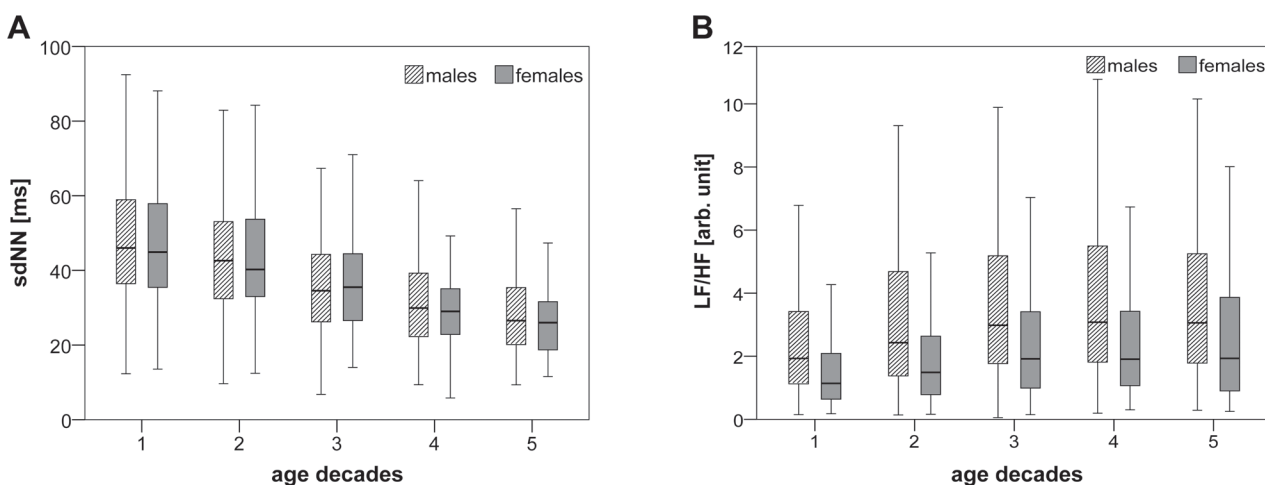 A
100
80
60
40
20
0
sdNN [ms]
males females
1 2 3 4 5
age decades
B
12
10
8
6
4
2
0
LF/HF [arb. unit]
males females
1 2 3 4 5
age decades